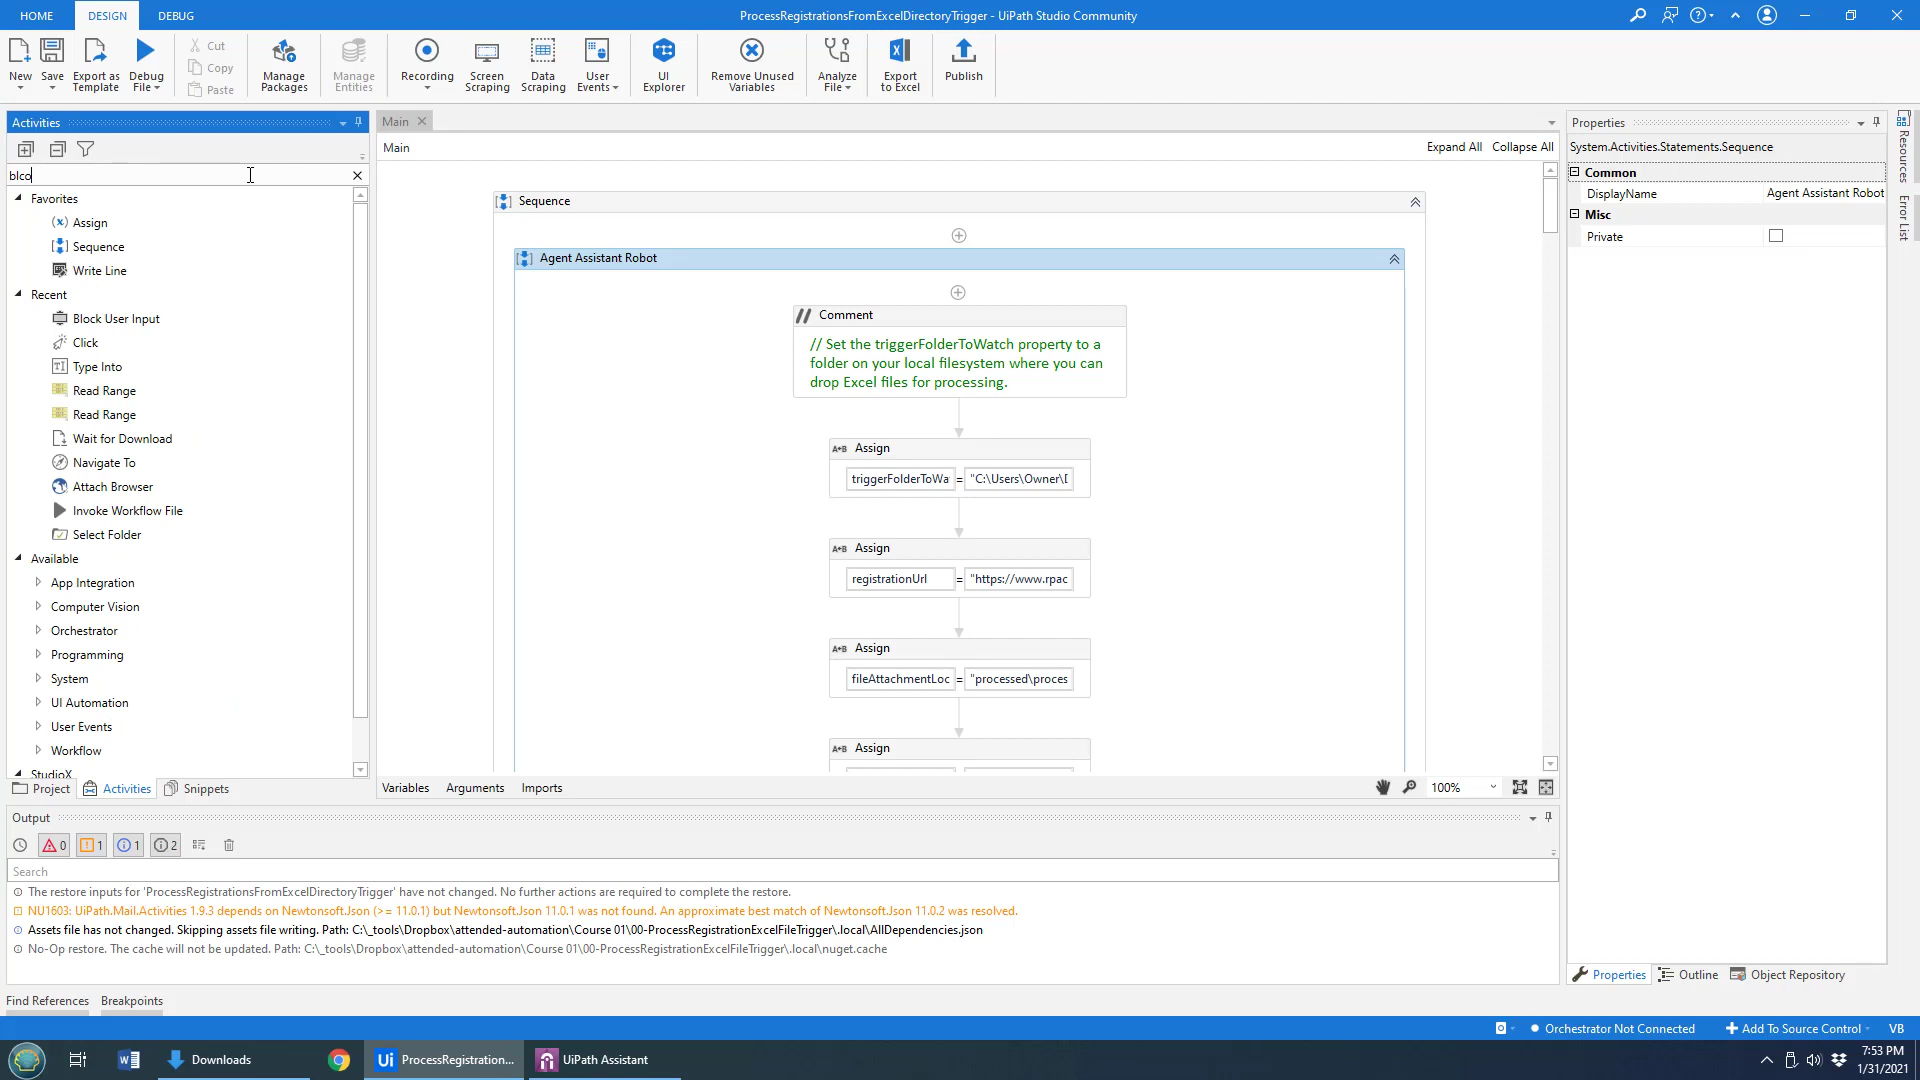 HOME DESIGN DEBUG
ProcessRegistrationsFromExcelDirectoryTrigger - UiPath Studio Community
New Save Export as Template Debug File Cut Copy Paste
Manage Packages Manage Entities Recording Screen Scraping Data Scraping User Events UI Explorer Remove Unused Variables Analyze File Export to Excel Publish
Activities
blco
Favorites
Assign
Sequence
Write Line
Recent
Block User Input
Click
Type Into
Read Range
Read Range
Wait for Download
Navigate To
Attach Browser
Invoke Workflow File
Select Folder
Available
App Integration
Computer Vision
Orchestrator
Programming
System
UI Automation
User Events
Workflow
StudioX
Project Activities Snippets
Main
Main Expand All Collapse All
Sequence
Agent Assistant Robot
Comment
// Set the triggerFolderToWatch property to a
folder on your local filesystem where you can
drop Excel files for processing.
A*B Assign
triggerFolderToWa = "C:\Users\Owner\
A*B Assign
registrationUrl = "https://www.rpac
A*B Assign
fileAttachmentLoc = "processed\proces
A*B Assign
Variables Arguments Imports 100%
Properties
System.Activities.Statements.Sequence
Common
DisplayName Agent Assistant Robot
Misc
Private
Resources
Error List
Properties Outline Object Repository
Output
0 1 1 2
Search
The restore inputs for 'ProcessRegistrationsFromExcelDirectoryTrigger' have not changed. No further actions are required to complete the restore.
NU1603: UiPath.Mail.Activities 1.9.3 depends on Newtonsoft.Json (>= 11.0.1) but Newtonsoft.Json 11.0.1 was not found. An approximate best match of Newtonsoft.Json 11.0.2 was resolved.
Assets file has not changed. Skipping assets file writing. Path: C:\_tools\Dropbox\attended-automation\Course 01\00-ProcessRegistrationExcelFileTrigger\.local\AllDependencies.json
No-Op restore. The cache will not be updated. Path: C:\_tools\Dropbox\attended-automation\Course 01\00-ProcessRegistrationExcelFileTrigger\.local\nuget.cache
Find References Breakpoints
Orchestrator Not Connected Add To Source Control VB
Downloads Ui ProcessRegistration... UiPath Assistant
7:53 PM
1/31/2021